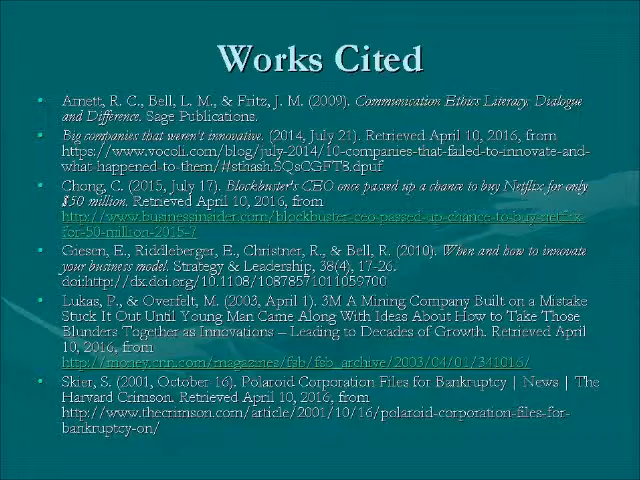 Works Cited
• Arnett, R. C., Bell, L. M., & Fritz, J. M. (2009). Communication Ethics Literacy: Dialogue
and Difference. Sage Publications.
• Big companies that weren't innovative. (2014, July 21). Retrieved April 10, 2016, from
https://www.vocoli.com/blog/july-2014/10-companies-that-failed-to-innovate-and-
what-happened-to-them/#sthash.SQsCGFT8.dpuf
• Chong, C. (2015, July 17). Blockbuster's CEO once passed up a chance to buy Netflix for only
$50 million. Retrieved April 10, 2016, from
http://www.businessinsider.com/blockbuster-ceo-passed-up-chance-to-buy-netflix-
for-50-million-2015-7
• Giesen, E., Riddleberger, E., Christner, R., & Bell, R. (2010). When and how to innovate
your business model. Strategy & Leadership, 38(4), 17-26.
doi:http://dx.doi.org/10.1108/10878571011059700
• Lukas, P., & Overfelt, M. (2003, April 1). 3M A Mining Company Built on a Mistake
Stuck It Out Until Young Man Came Along With Ideas About How to Take Those
Blunders Together as Innovations – Leading to Decades of Growth. Retrieved April
10, 2016, from
http://money.cnn.com/magazines/fsb/fsb_archive/2003/04/01/341016/
• Skier, S. (2001, October 16). Polaroid Corporation Files for Bankruptcy | News | The
Harvard Crimson. Retrieved April 10, 2016, from
http://www.thecrimson.com/article/2001/10/16/polaroid-corporation-files-for-
bankruptcy-on/